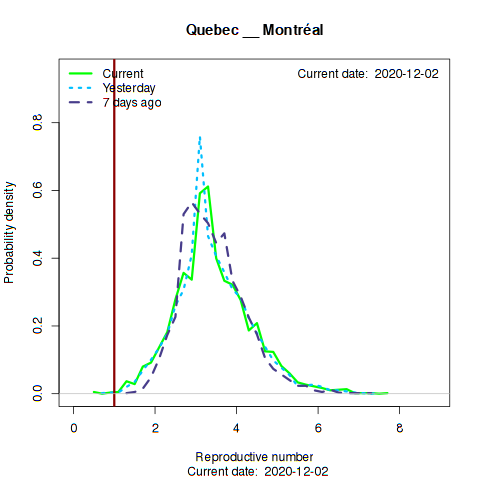 Quebec __ Montréal
Current
Yesterday
7 days ago
Current date: 2020-12-02
Probability density
0.0
0.2
0.4
0.6
0.8
0
2
4
6
8
Reproductive number
Current date: 2020-12-02